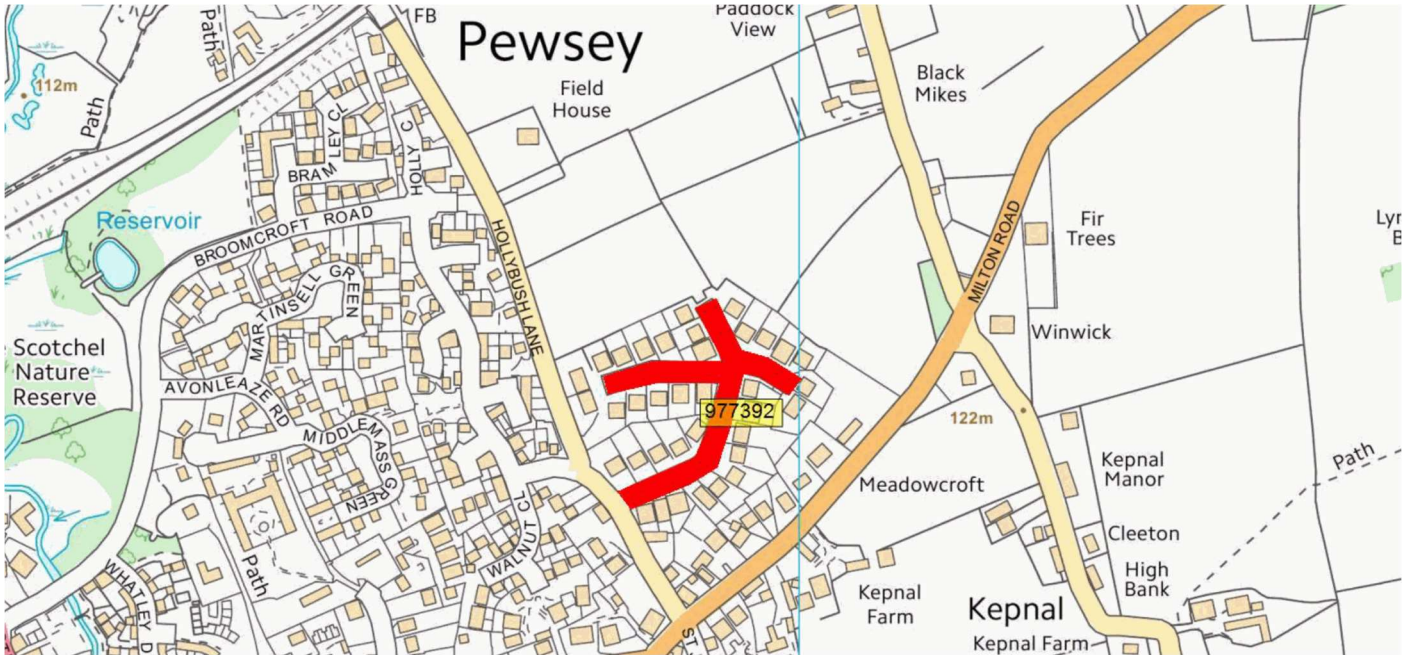 FB
Path
Pewsey
Paddock
View
112m
Path
Field
House
Black
Mikes
BRAMLEY CL
HOLLY C
Reservoir
BROOMCROFT ROAD
HOLLYBUSH LANE
MILTON ROAD
Fir
Trees
MARTINSELL GREEN
Winwick
Scotchel
Nature
Reserve
AVONLEAZE RD
977392
122m
MIDDLEMASS GREEN
Kepnal
Manor
Path
Meadowcroft
WALNUT CL
Cleeton
Path
WHATLEY D
High
Bank
Kepnal
Farm
Kepnal
ST
Kepnal Farm